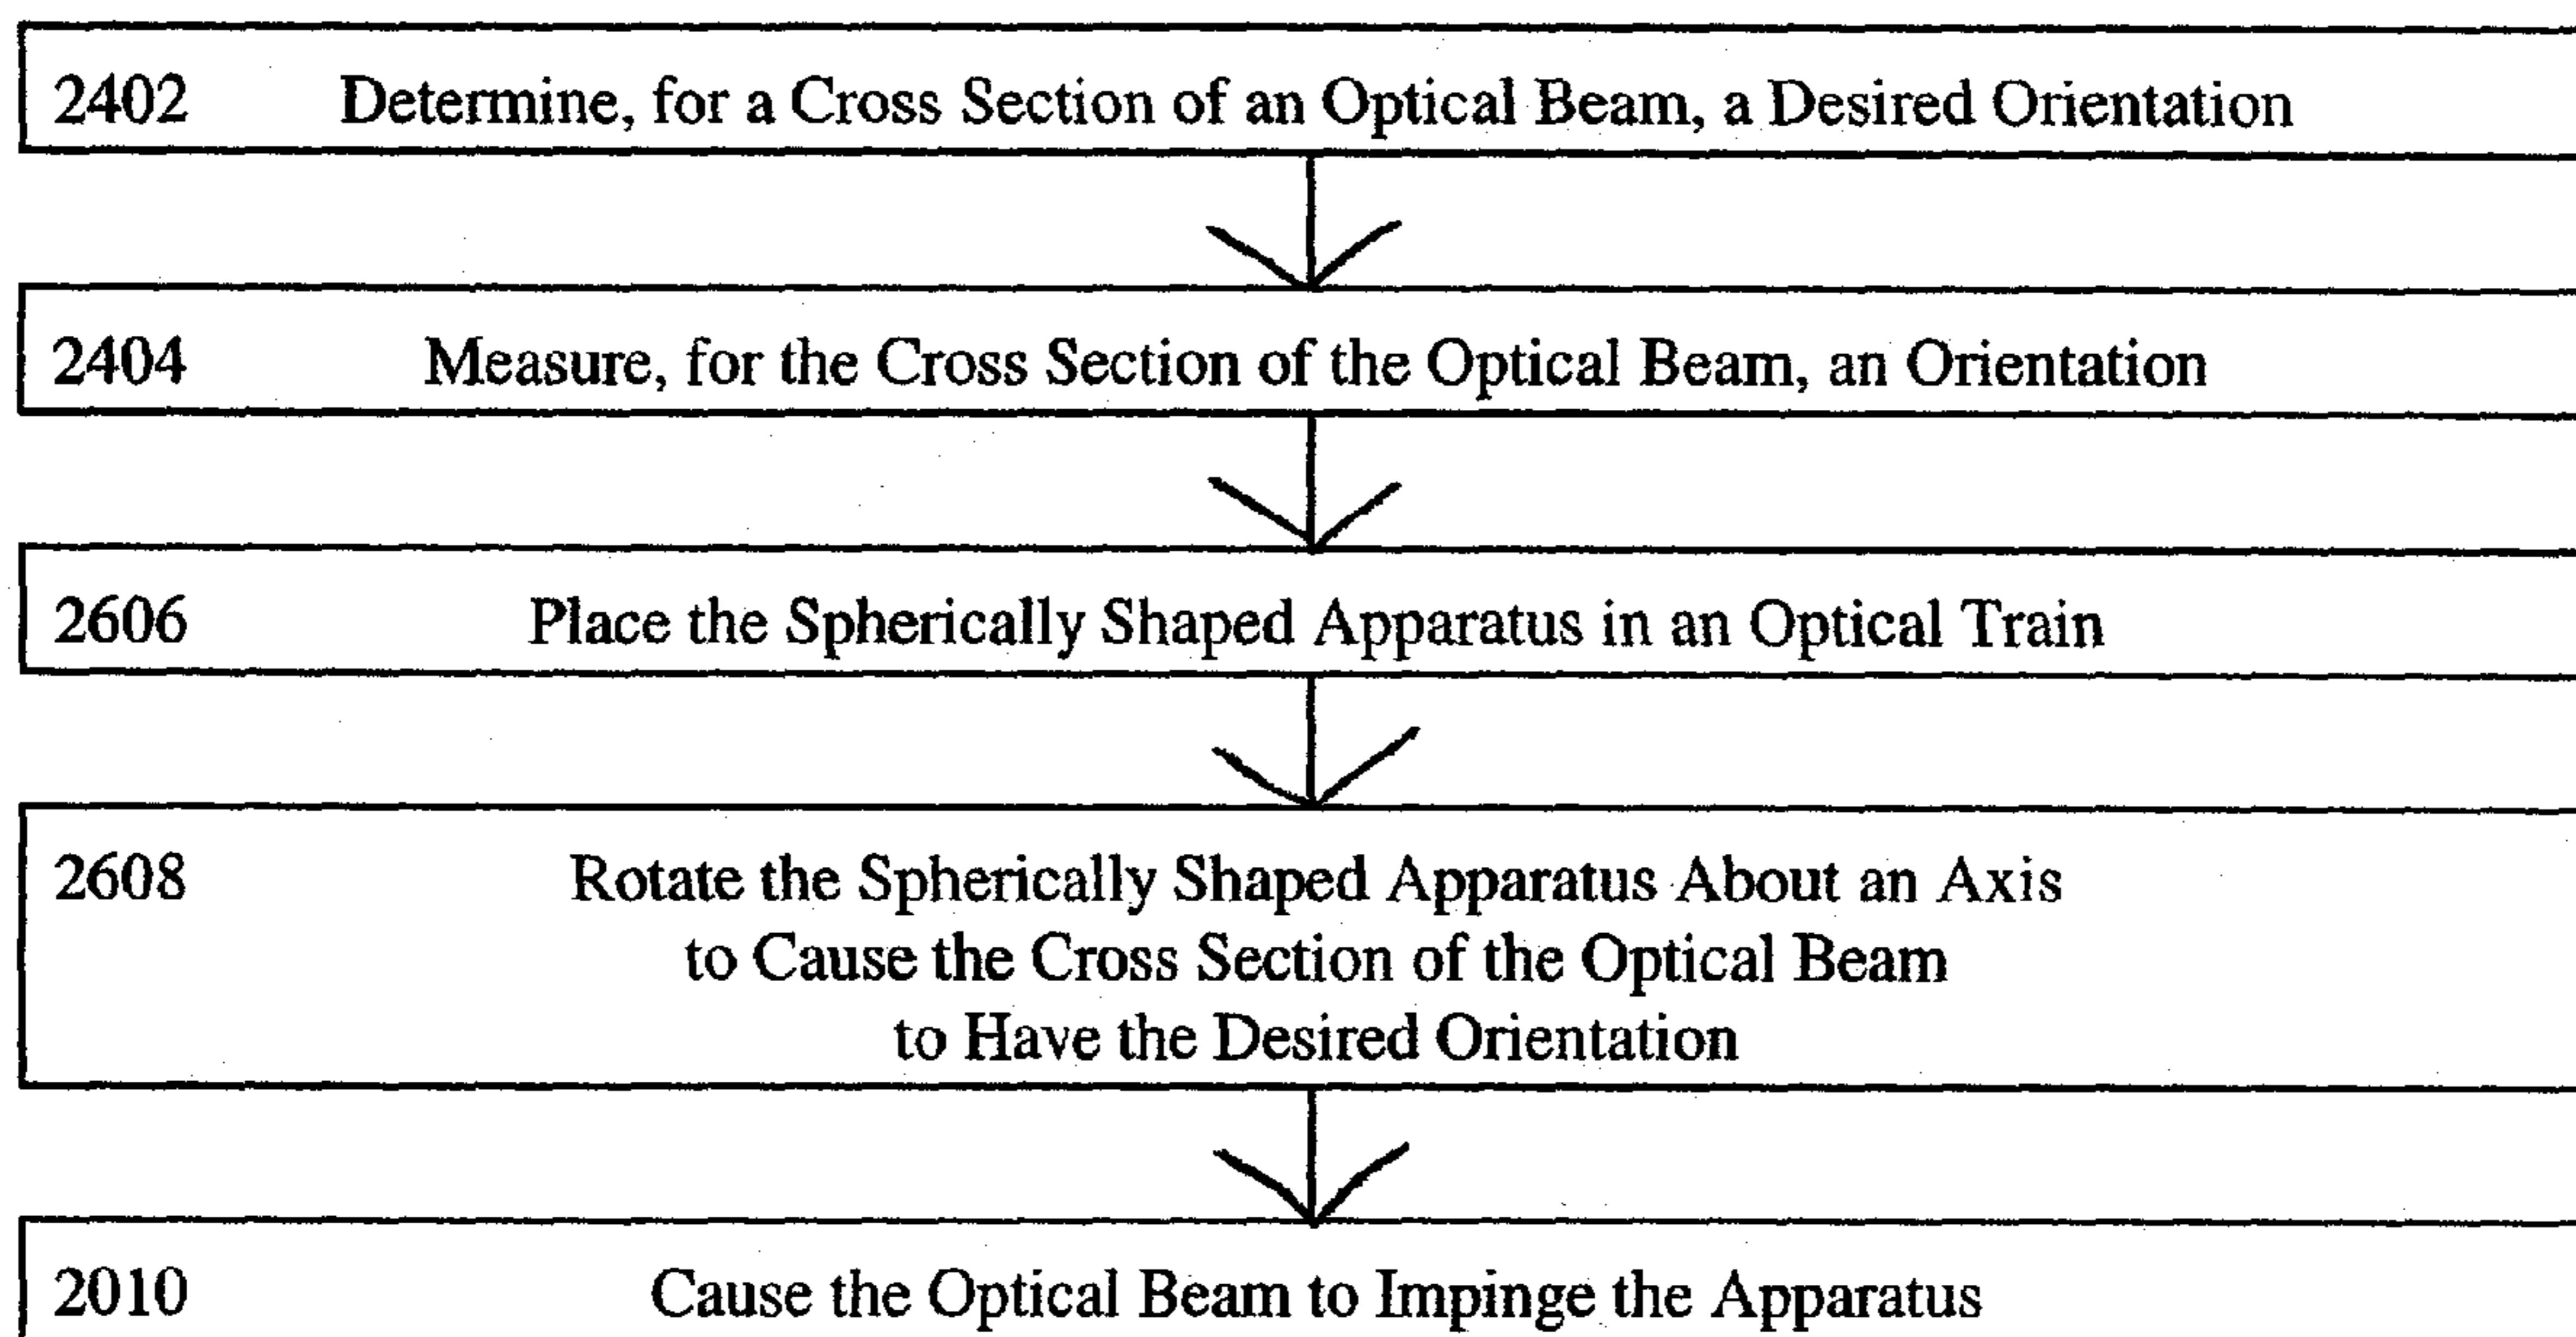 2402 Determine, for a Cross Section of an Optical Beam, a Desired Orientation
2404 Measure, for the Cross Section of the Optical Beam, an Orientation
2606 Place the Spherically Shaped Apparatus in an Optical Train
2608 Rotate the Spherically Shaped Apparatus About an Axis
to Cause the Cross Section of the Optical Beam
to Have the Desired Orientation
2010 Cause the Optical Beam to Impinge the Apparatus